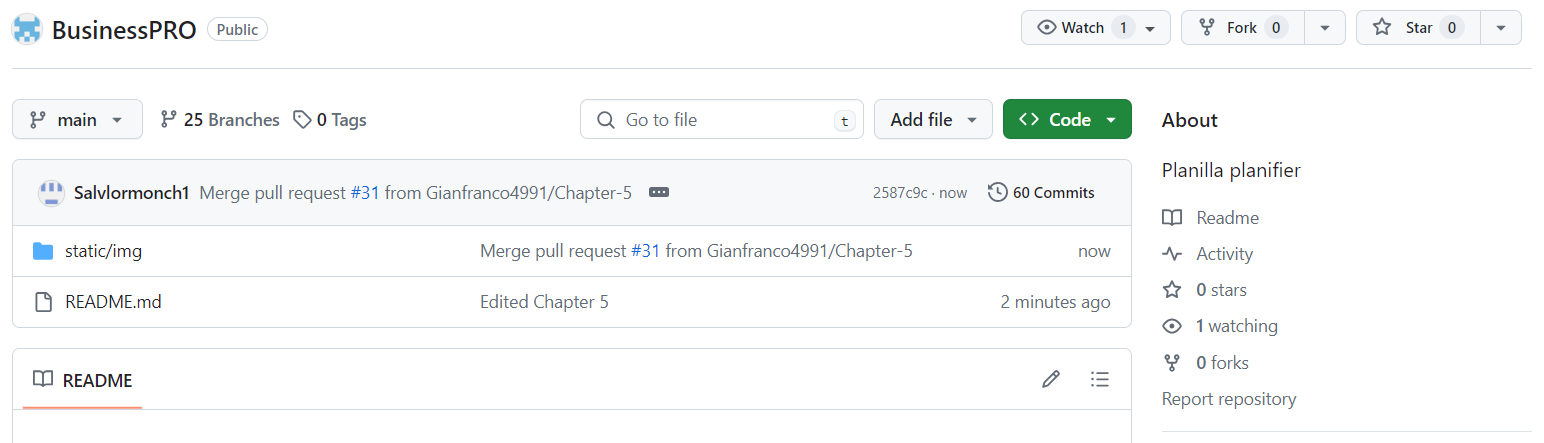 BusinessPRO Public Watch 1 Fork 0 Star 0
main 25 Branches 0 Tags Go to file t Add file Code
Salvlormonch1 Merge pull request #31 from Gianfranco4991/Chapter-5 2587c9c · now 60 Commits
static/img Merge pull request #31 from Gianfranco4991/Chapter-5 now
README.md Edited Chapter 5 2 minutes ago
README
About
Planilla planifier
Readme
Activity
0 stars
1 watching
0 forks
Report repository